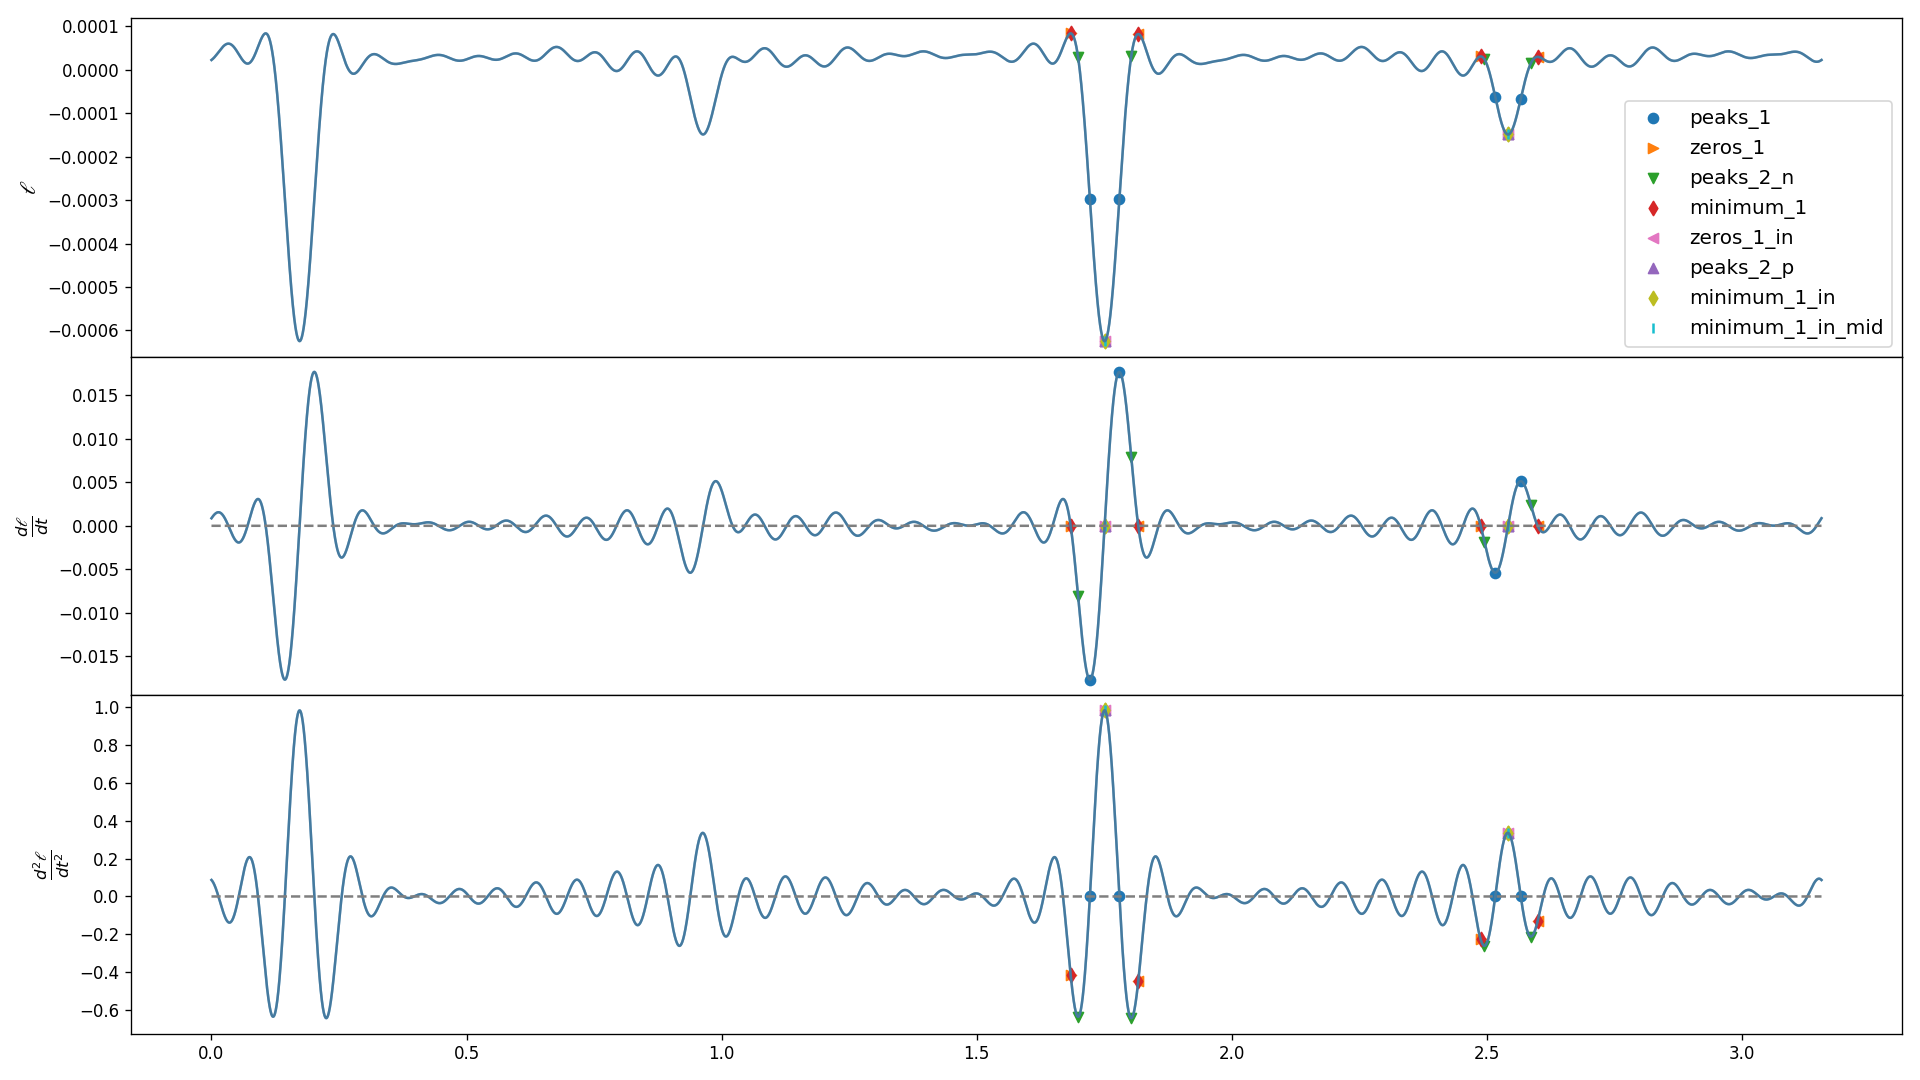 0.0001
0.0000
−0.0001
−0.0002
−0.0003
−0.0004
−0.0005
−0.0006
ℓ
peaks_1
zeros_1
peaks_2_n
minimum_1
zeros_1_in
peaks_2_p
minimum_1_in
minimum_1_in_mid
0.015
0.010
0.005
0.000
−0.005
−0.010
−0.015
dℓ
dt
1.0
0.8
0.6
0.4
0.2
0.0
−0.2
−0.4
−0.6
d²ℓ
dt²
0.0 0.5 1.0 1.5 2.0 2.5 3.0